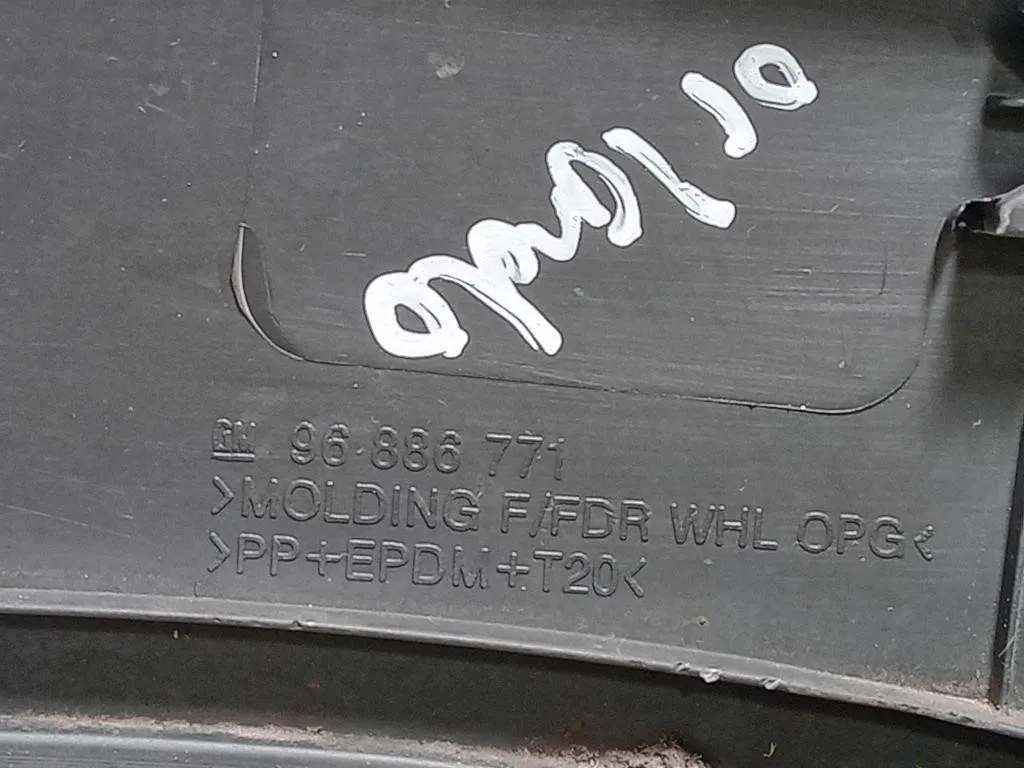 GM 96 886 771
>MOLDING F/FDR WHL OPG<
>PP+EPDM+T20<